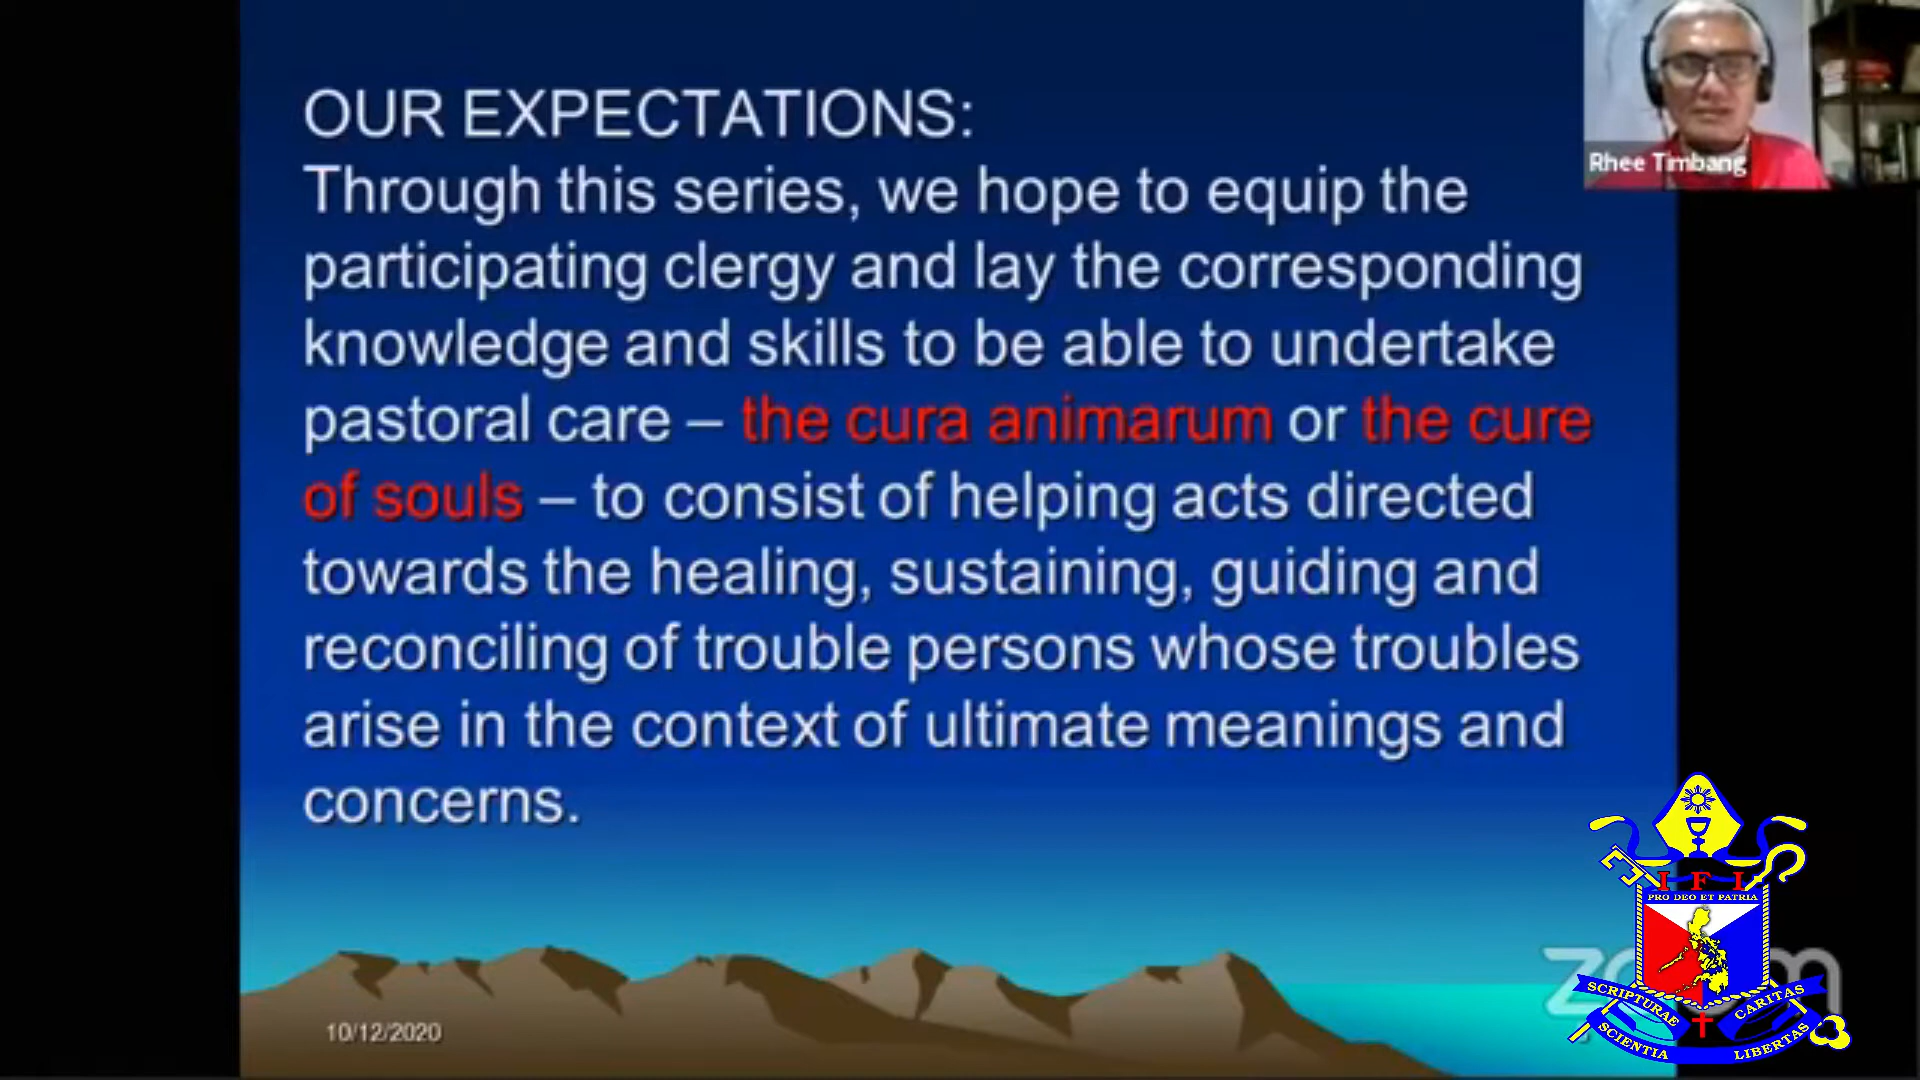 OUR EXPECTATIONS:
Through this series, we hope to equip the
participating clergy and lay the corresponding
knowledge and skills to be able to undertake
pastoral care – the cura animarum or the cure
of souls – to consist of helping acts directed
towards the healing, sustaining, guiding and
reconciling of trouble persons whose troubles
arise in the context of ultimate meanings and
concerns.
10/12/2020
Rhee Timbang
I F I
PRO DEO ET PATRIA
SCRIPTURAE
CARITAS
SCIENTIA
LIBERTAS